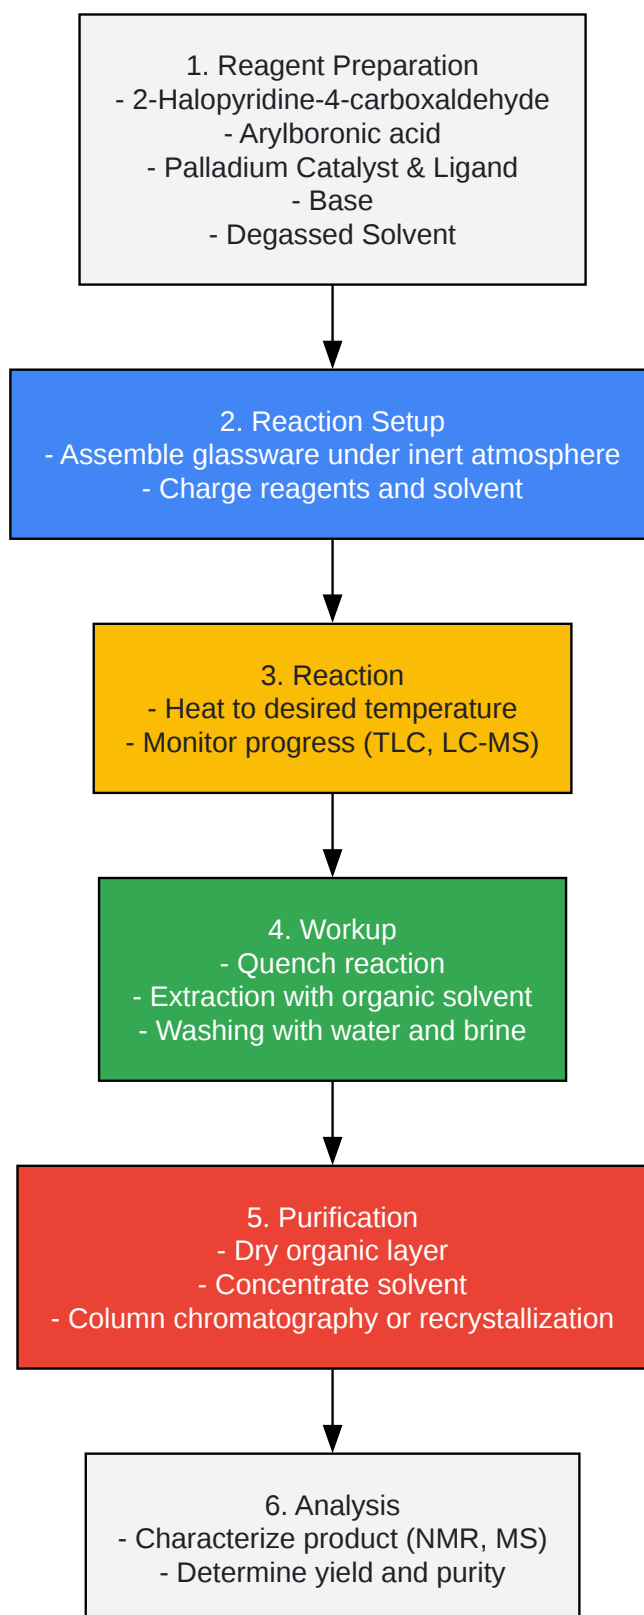 1. Reagent Preparation
- 2-Halopyridine-4-carboxaldehyde
- Arylboronic acid
- Palladium Catalyst & Ligand
- Base
- Degassed Solvent
2. Reaction Setup
- Assemble glassware under inert atmosphere
- Charge reagents and solvent
3. Reaction
- Heat to desired temperature
- Monitor progress (TLC, LC-MS)
4. Workup
- Quench reaction
- Extraction with organic solvent
- Washing with water and brine
5. Purification
- Dry organic layer
- Concentrate solvent
- Column chromatography or recrystallization
6. Analysis
- Characterize product (NMR, MS)
- Determine yield and purity